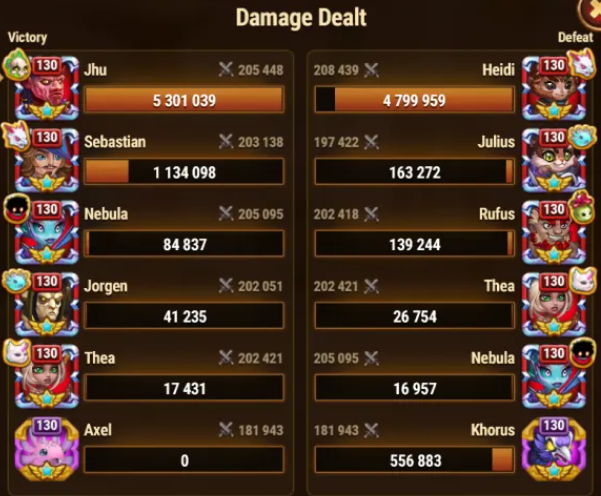 Damage Dealt
Victory
Defeat
130 Jhu 205 448
5 301 039
208 439 Heidi 130
4 799 959
130 Sebastian 203 138
1 134 098
197 422 Julius 130
163 272
130 Nebula 205 095
84 837
202 418 Rufus 130
139 244
130 Jorgen 202 051
41 235
202 421 Thea 130
26 754
130 Thea 202 421
17 431
205 095 Nebula 130
16 957
130 Axel 181 943
0
181 943 Khorus 130
556 883